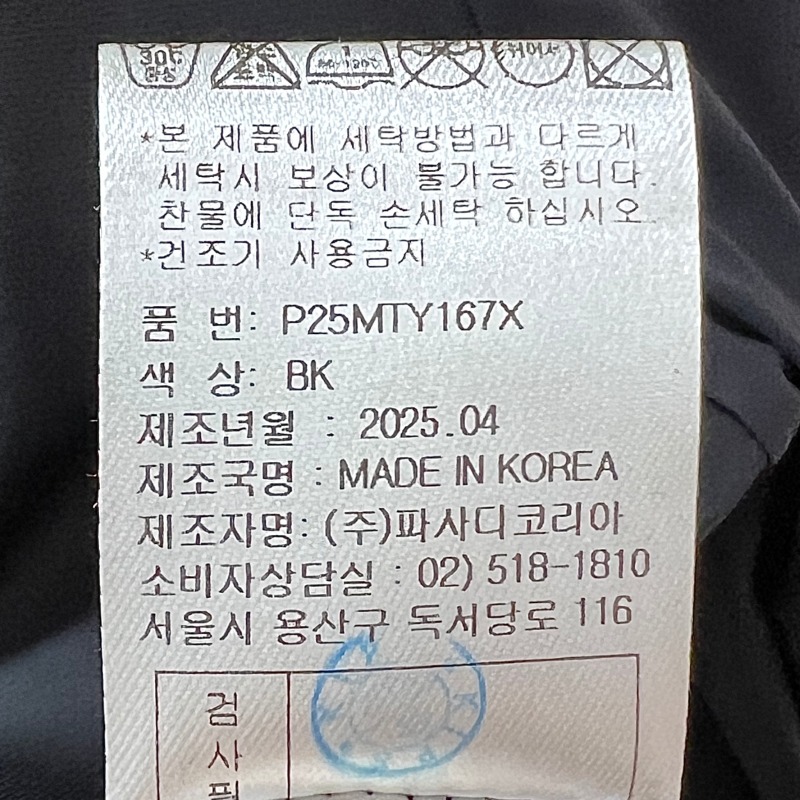 30℃
중성
*본 제품에 세탁방법과 다르게
세탁시 보상이 불가능 합니다.
찬물에 단독 손세탁 하십시오.
*건조기 사용금지
품 번: P25MTY167X
색 상: BK
제조년월 : 2025.04
제조국명 : MADE IN KOREA
제조자명: (주)파사디코리아
소비자상담실 : 02) 518-1810
서울시 용산구 독서당로 116
검
사
필